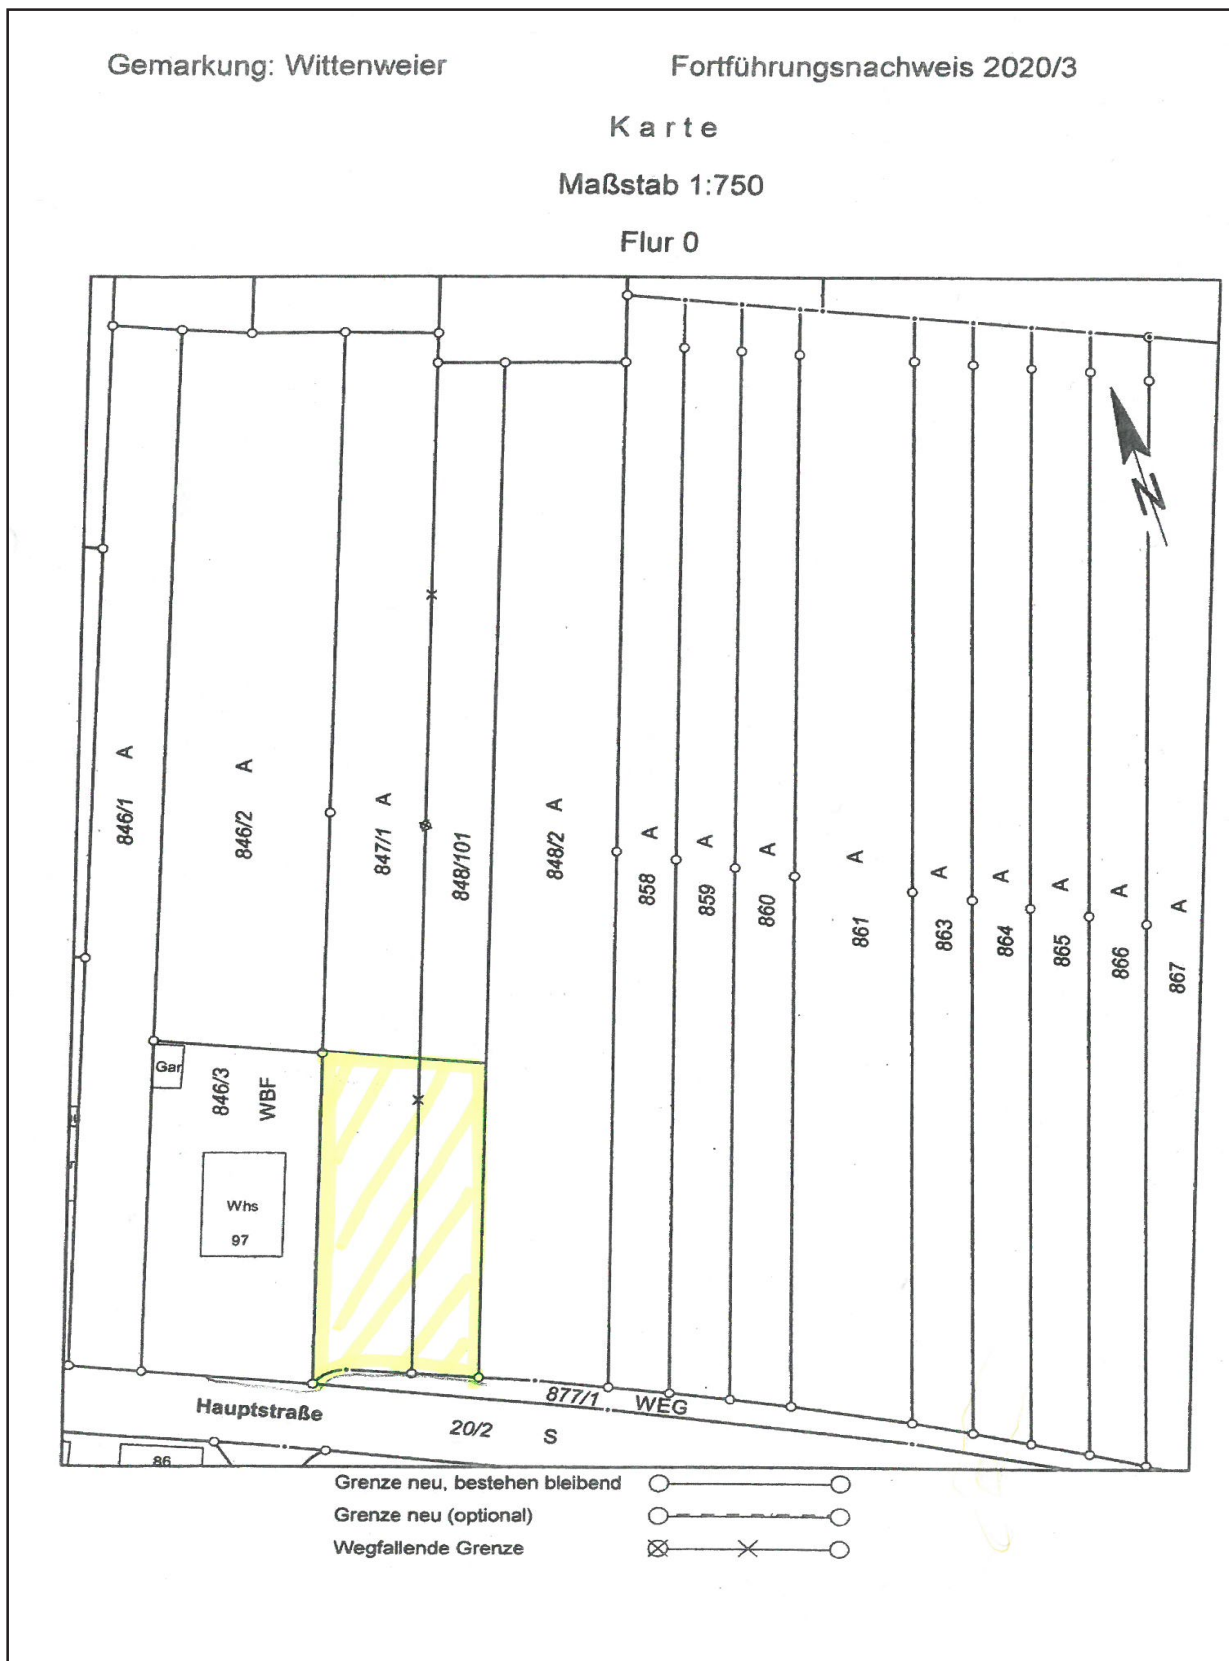 Gemarkung: Wittenweier
Fortführungsnachweis 2020/3
Karte
Maßstab 1:750
Flur 0
N
846/1 A
846/2 A
847/1 A
848/101
848/2 A
858 A
859 A
860 A
861 A
863 A
864 A
865 A
866 A
867 A
Gar
846/3
WBF
Whs
97
877/1 WEG
Hauptstraße
20/2 S
86
Grenze neu, bestehen bleibend
Grenze neu (optional)
Wegfallende Grenze